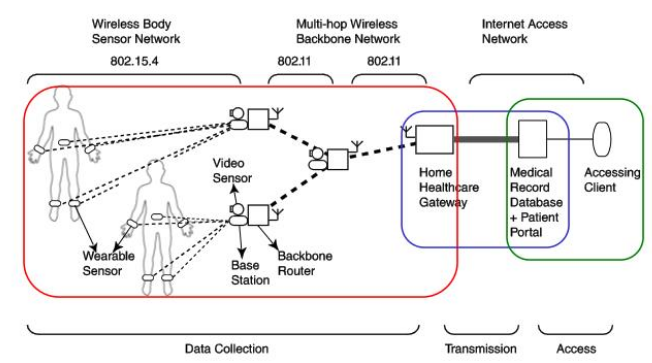 Wireless Body
Sensor Network
Multi-hop Wireless
Backbone Network
Internet Access
Network
802.15.4
802.11
802.11
Video
Sensor
Home
Healthcare
Gateway
Medical
Record
Database
+ Patient
Portal
Accessing
Client
Wearable
Sensor
Base
Station
Backbone
Router
Data Collection
Transmission
Access